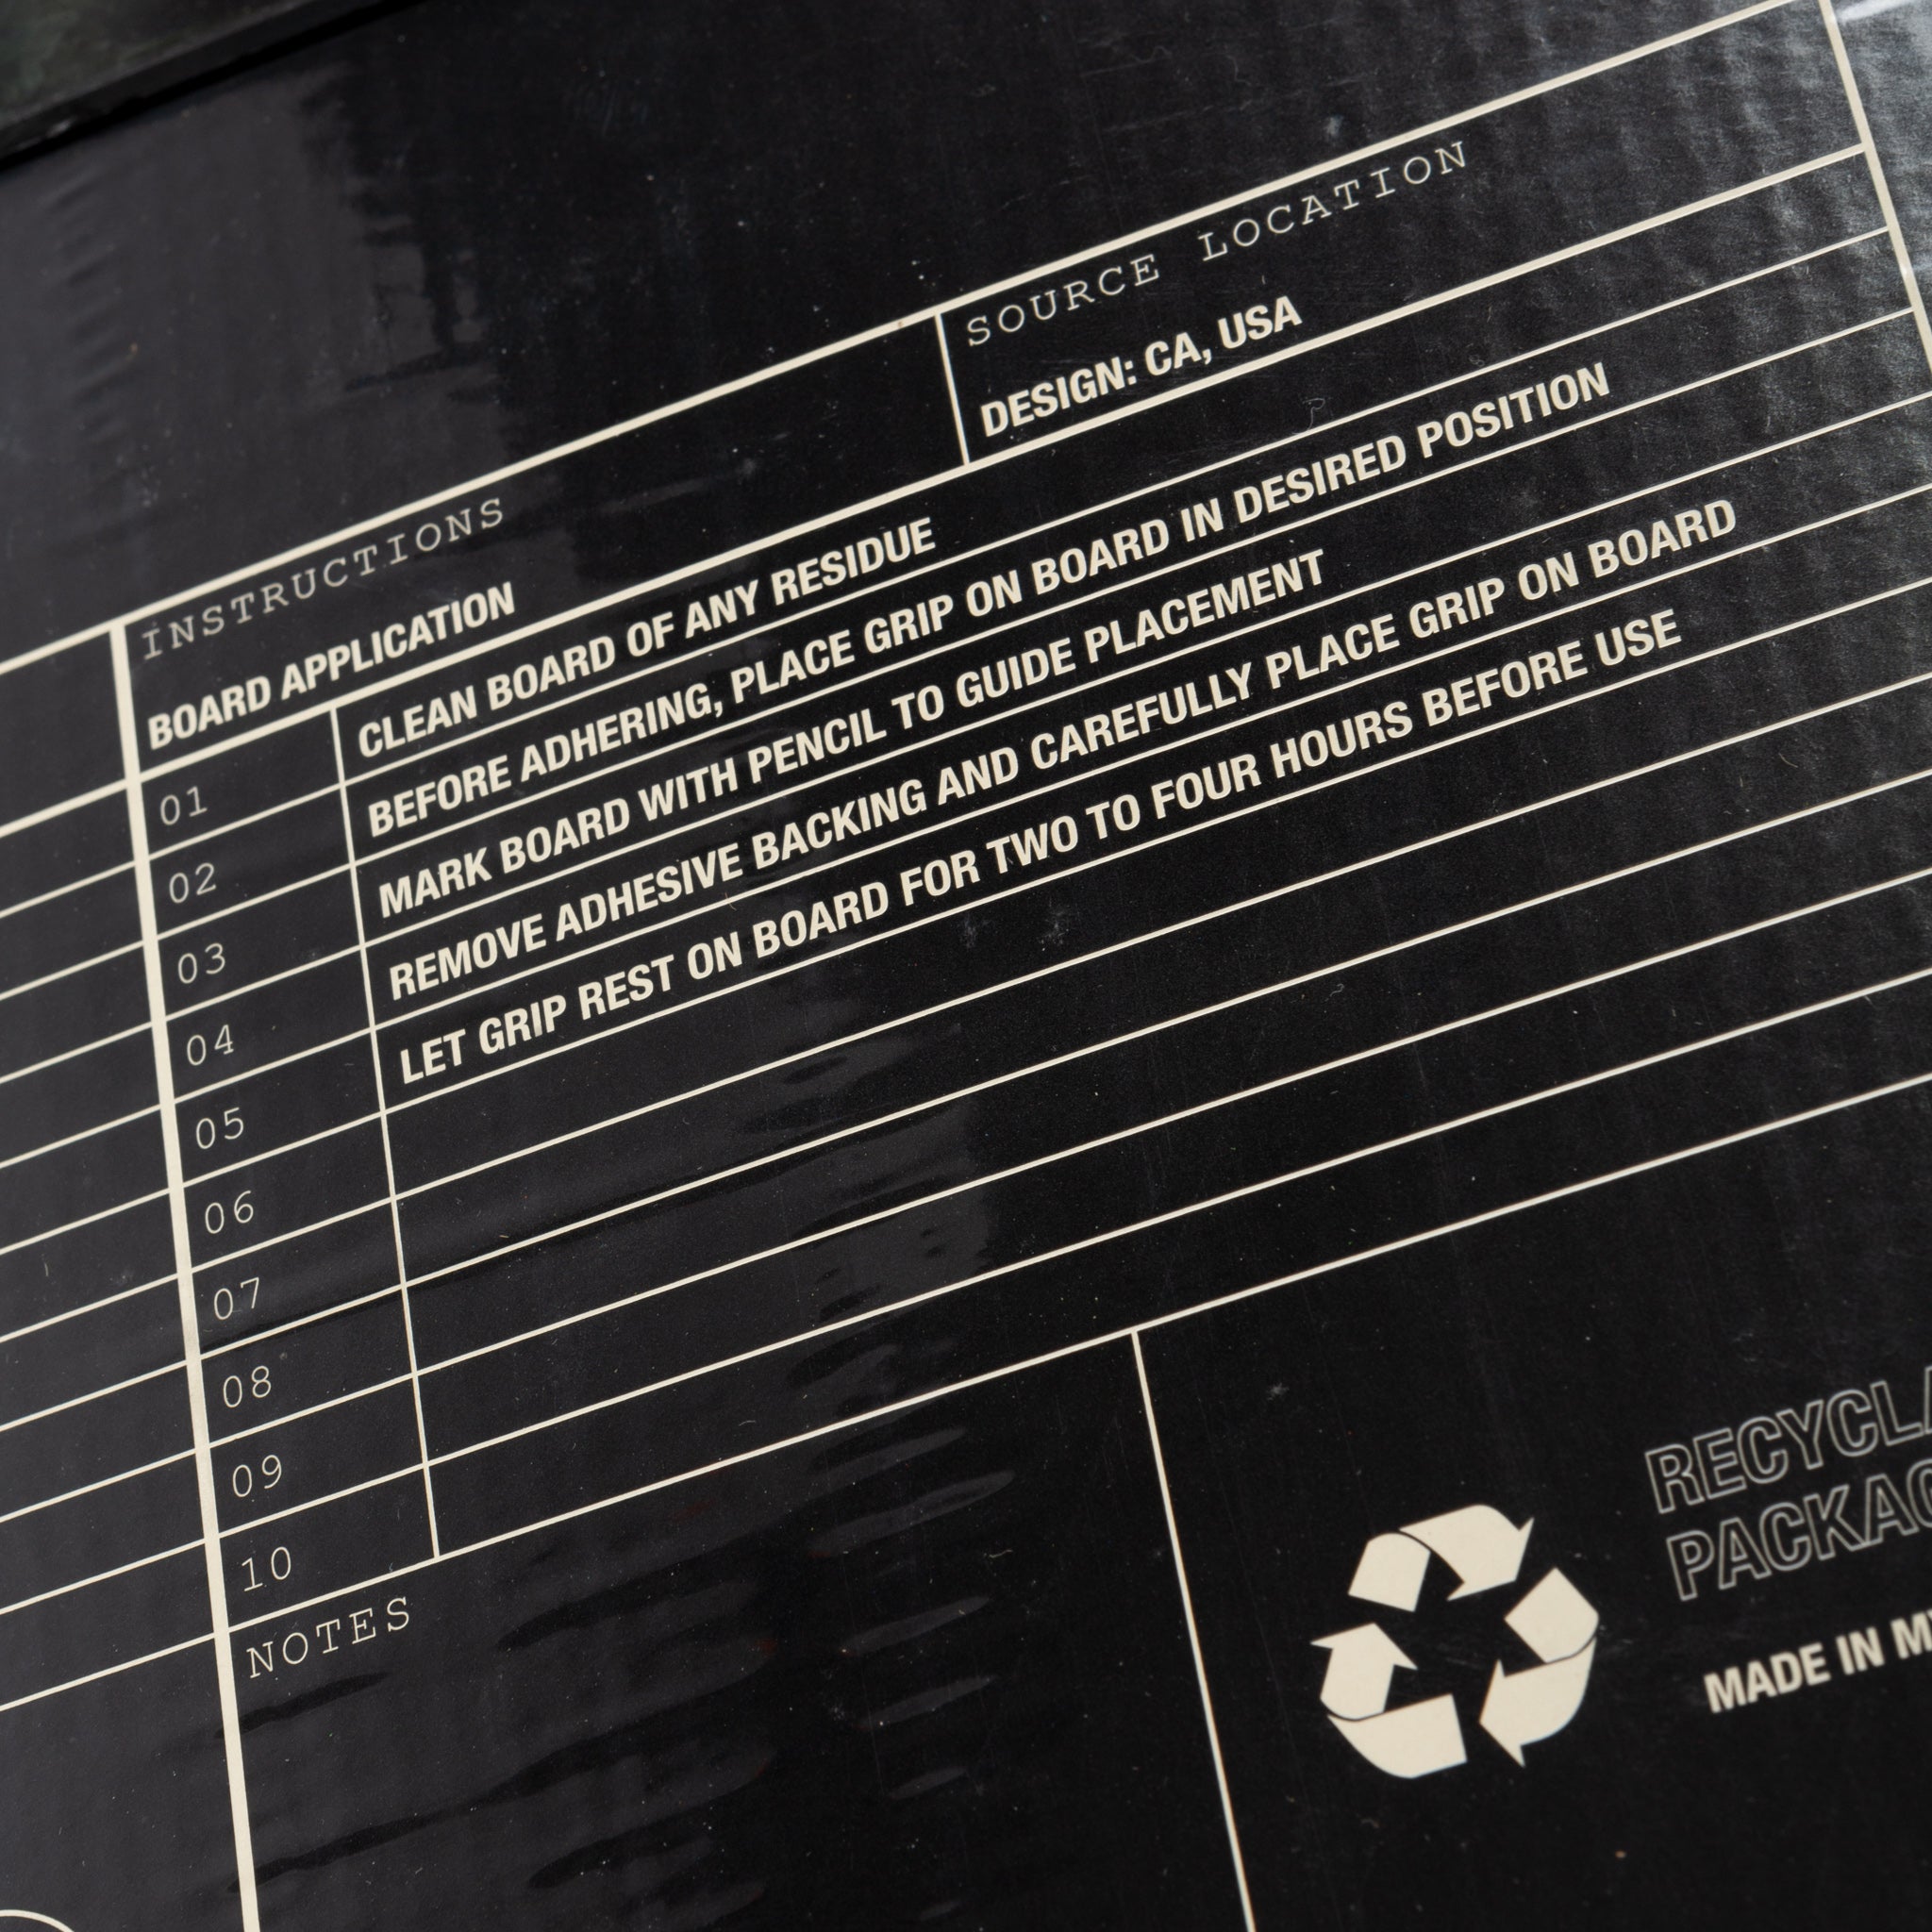 INSTRUCTIONS
BOARD APPLICATION
SOURCE LOCATION
DESIGN: CA, USA
01 CLEAN BOARD OF ANY RESIDUE
02 BEFORE ADHERING, PLACE GRIP ON BOARD IN DESIRED POSITION
03 MARK BOARD WITH PENCIL TO GUIDE PLACEMENT
04 REMOVE ADHESIVE BACKING AND CAREFULLY PLACE GRIP ON BOARD
05 LET GRIP REST ON BOARD FOR TWO TO FOUR HOURS BEFORE USE
06
07
08
09
10
NOTES
MADE IN